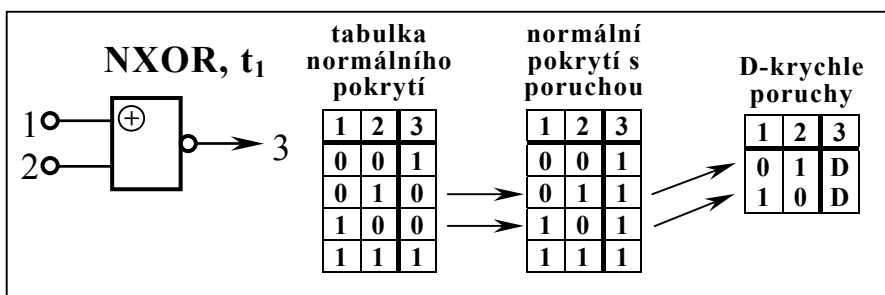 NXOR, t1
1
2
3
tabulka
normálního
pokrytí
1 2 3
0 0 1
0 1 0
1 0 0
1 1 1
normální
pokrytí s
poruchou
1 2 3
0 0 1
0 1 1
1 0 1
1 1 1
D-krychle
poruchy
1 2 3
0 1 D
1 0 D